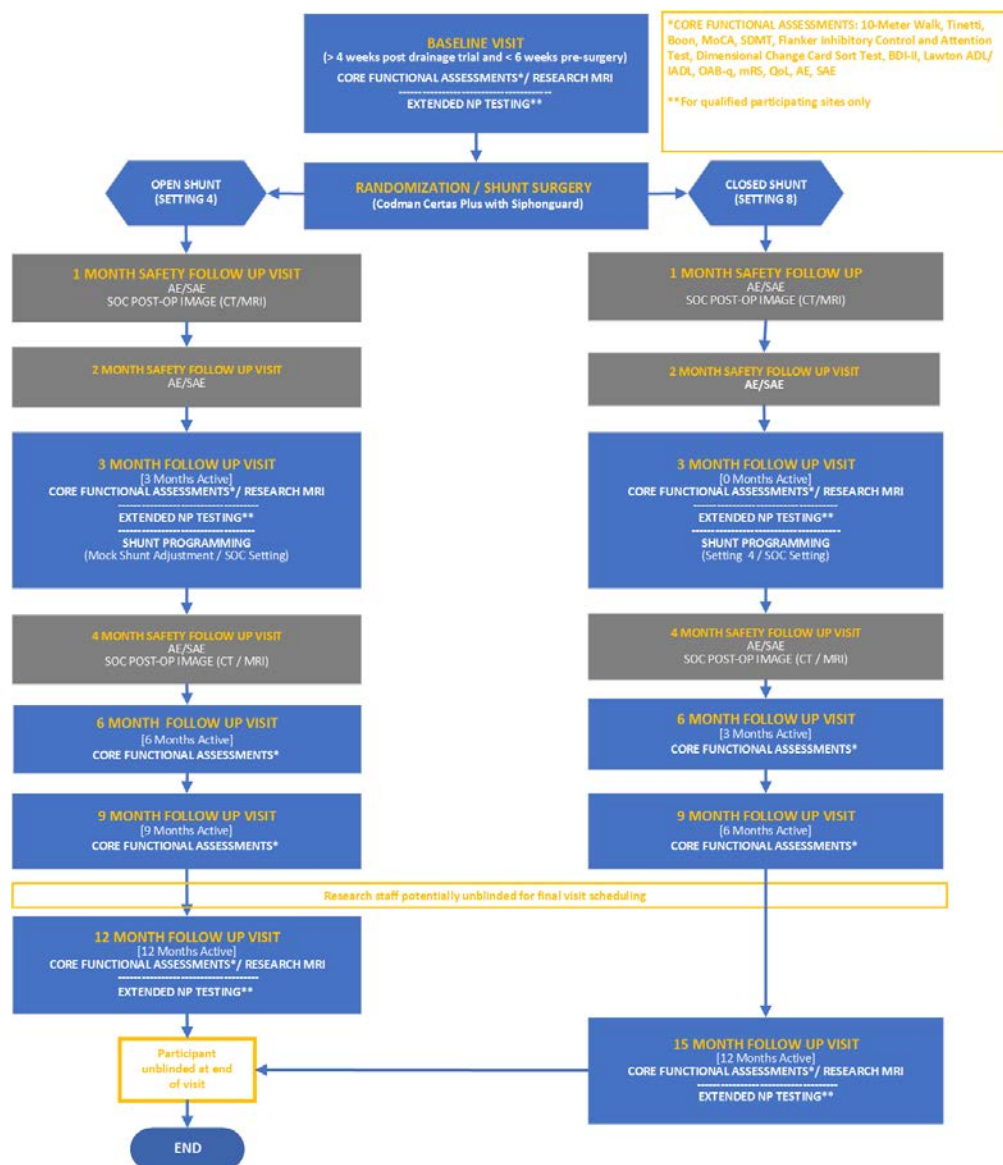 BASELINE VISIT
(> 4 weeks post drainage trial and < 6 weeks pre-surgery)
CORE FUNCTIONAL ASSESSMENTS*/ RESEARCH MRI
EXTENDED NP TESTING**
*CORE FUNCTIONAL ASSESSMENTS: 10-Meter Walk, Tinetti,
Boon, MoCA, SDMT, Flanker Inhibitory Control and Attention
Test, Dimensional Change Card Sort Test, BDI-II, Lawton ADL/
IADL, OAB-q, mRS, QoL, AE, SAE
**For qualified participating sites only
OPEN SHUNT
(SETTING 4)
RANDOMIZATION / SHUNT SURGERY
(Codman Certas Plus with Siphonguard)
CLOSED SHUNT
(SETTING 8)
1 MONTH SAFETY FOLLOW UP VISIT
AE/SAE
SOC POST-OP IMAGE (CT/MRI)
1 MONTH SAFETY FOLLOW UP
AE/SAE
SOC POST-OP IMAGE (CT/MRI)
2 MONTH SAFETY FOLLOW UP VISIT
AE/SAE
2 MONTH SAFETY FOLLOW UP VISIT
AE/SAE
3 MONTH FOLLOW UP VISIT
[3 Months Active]
CORE FUNCTIONAL ASSESSMENTS*/ RESEARCH MRI
EXTENDED NP TESTING**
SHUNT PROGRAMMING
(Mock Shunt Adjustment / SOC Setting)
3 MONTH FOLLOW UP VISIT
[0 Months Active]
CORE FUNCTIONAL ASSESSMENTS*/ RESEARCH MRI
EXTENDED NP TESTING**
SHUNT PROGRAMMING
(Setting 4 / SOC Setting)
4 MONTH SAFETY FOLLOW UP VISIT
AE/SAE
SOC POST-OP IMAGE (CT / MRI)
4 MONTH SAFETY FOLLOW UP VISIT
AE/SAE
SOC POST-OP IMAGE (CT / MRI)
6 MONTH FOLLOW UP VISIT
[6 Months Active]
CORE FUNCTIONAL ASSESSMENTS*
6 MONTH FOLLOW UP VISIT
[3 Months Active]
CORE FUNCTIONAL ASSESSMENTS*
9 MONTH FOLLOW UP VISIT
[9 Months Active]
CORE FUNCTIONAL ASSESSMENTS*
9 MONTH FOLLOW UP VISIT
[6 Months Active]
CORE FUNCTIONAL ASSESSMENTS*
Research staff potentially unblinded for final visit scheduling
12 MONTH FOLLOW UP VISIT
[12 Months Active]
CORE FUNCTIONAL ASSESSMENTS*/ RESEARCH MRI
EXTENDED NP TESTING**
15 MONTH FOLLOW UP VISIT
[12 Months Active]
CORE FUNCTIONAL ASSESSMENTS*/ RESEARCH MRI
EXTENDED NP TESTING**
Participant
unblinded at end
of visit
END